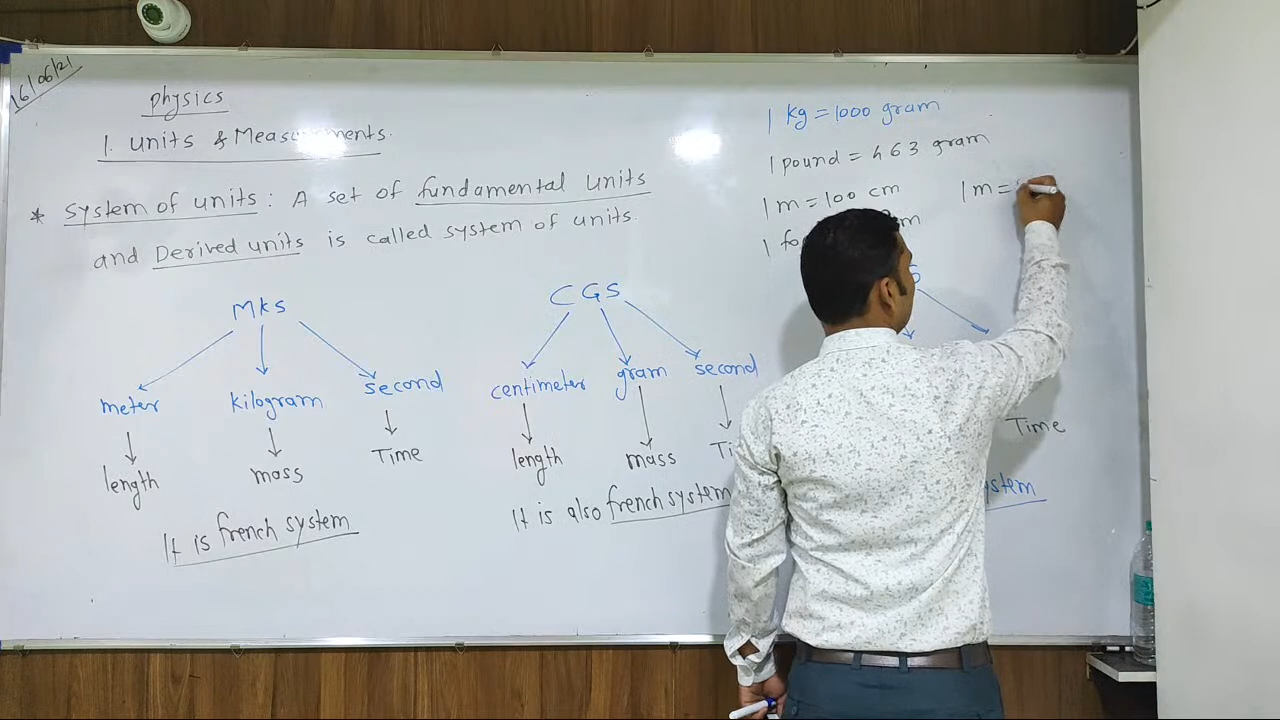 16/06/21
Physics
1. Units & Measurements.
* System of units : A set of fundamental units
and Derived units is called system of units.
MKS
meter kilogram second
length mass Time
It is french system
CGS
centimeter gram second
length mass
It is also french system
1 kg = 1000 gram
1 pound = 463 gram
1 m = 100 cm
1 m =
Time